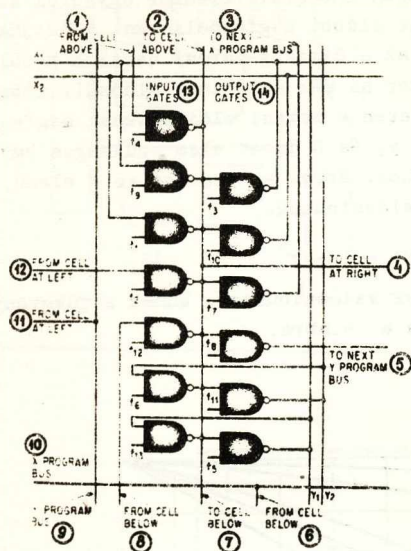 1 2 3
FROM CELL ABOVE
TO CELL ABOVE
TO NEXT X PROGRAM BUS
X₂
INPUT GATES 13
OUTPUT GATES 14
f₄
f₉
f₃
f₁₀
TO CELL AT RIGHT 4
12 FROM CELL AT LEFT
f₇
11 FROM CELL AT LEFT
f₁₂
f₈
TO NEXT Y PROGRAM BUS 5
f₆
f₁₁
f₁₃
f₅
10
X PROGRAM BUS
Y₁ Y₂
PROGRAM BUS
FROM CELL BELOW
TO CELL BELOW
FROM CELL BELOW
9 8 7 6